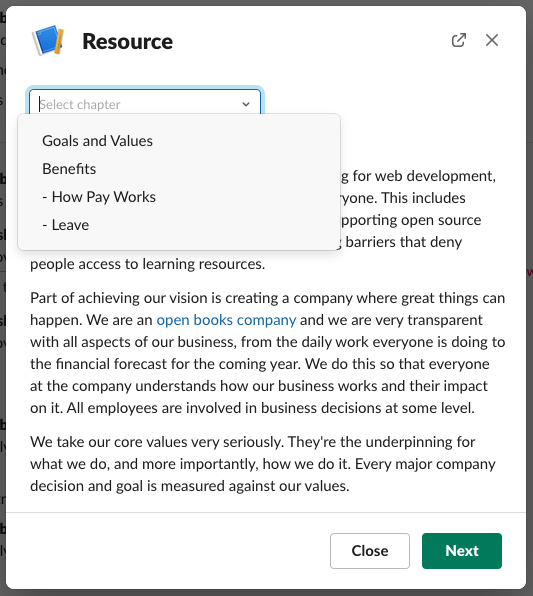 Resource
Select chapter
Goals and Values
Benefits
- How Pay Works
- Leave
g for web development,
ryone. This includes
pporting open source
barriers that deny
people access to learning resources.
Part of achieving our vision is creating a company where great things can
happen. We are an open books company and we are very transparent
with all aspects of our business, from the daily work everyone is doing to
the financial forecast for the coming year. We do this so that everyone
at the company understands how our business works and their impact
on it. All employees are involved in business decisions at some level.
We take our core values very seriously. They're the underpinning for
what we do, and more importantly, how we do it. Every major company
decision and goal is measured against our values.
Close
Next